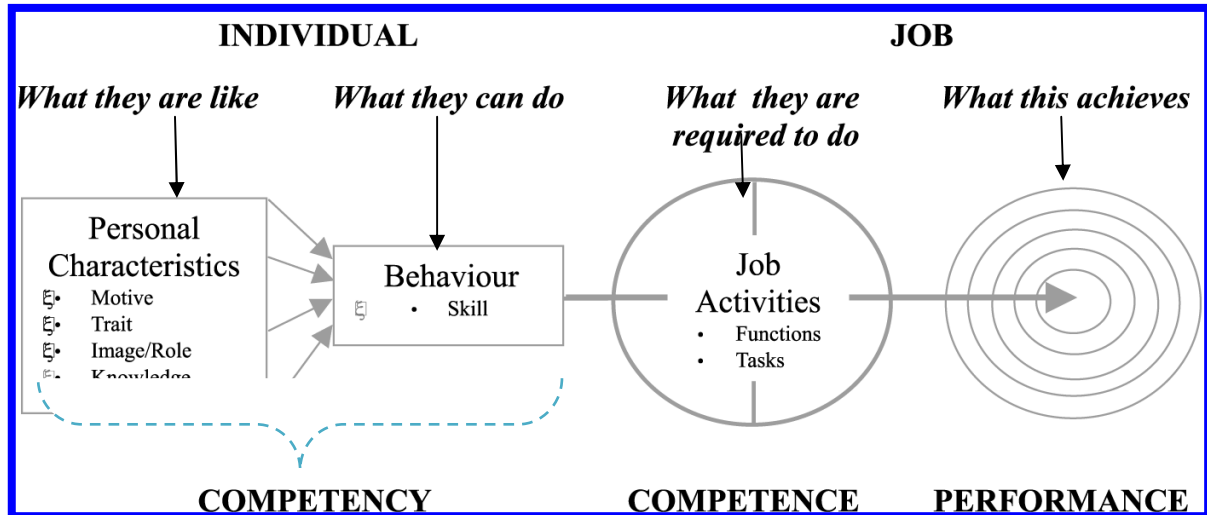 INDIVIDUAL JOB
What they are like What they can do What they are What this achieves
required to do
Personal
Characteristics
ξ• Motive
ξ• Trait
ξ• Image/Role
ξ• Knowledge
Behaviour
ξ • Skill
Job
Activities
• Functions
• Tasks
COMPETENCY COMPETENCE PERFORMANCE